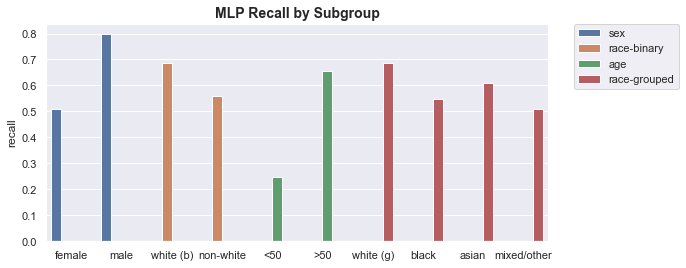 MLP Recall by Subgroup
sex
race-binary
age
race-grouped
recall
0.8
0.7
0.6
0.5
0.4
0.3
0.2
0.1
0.0
female male white (b) non-white <50 >50 white (g) black asian mixed/other